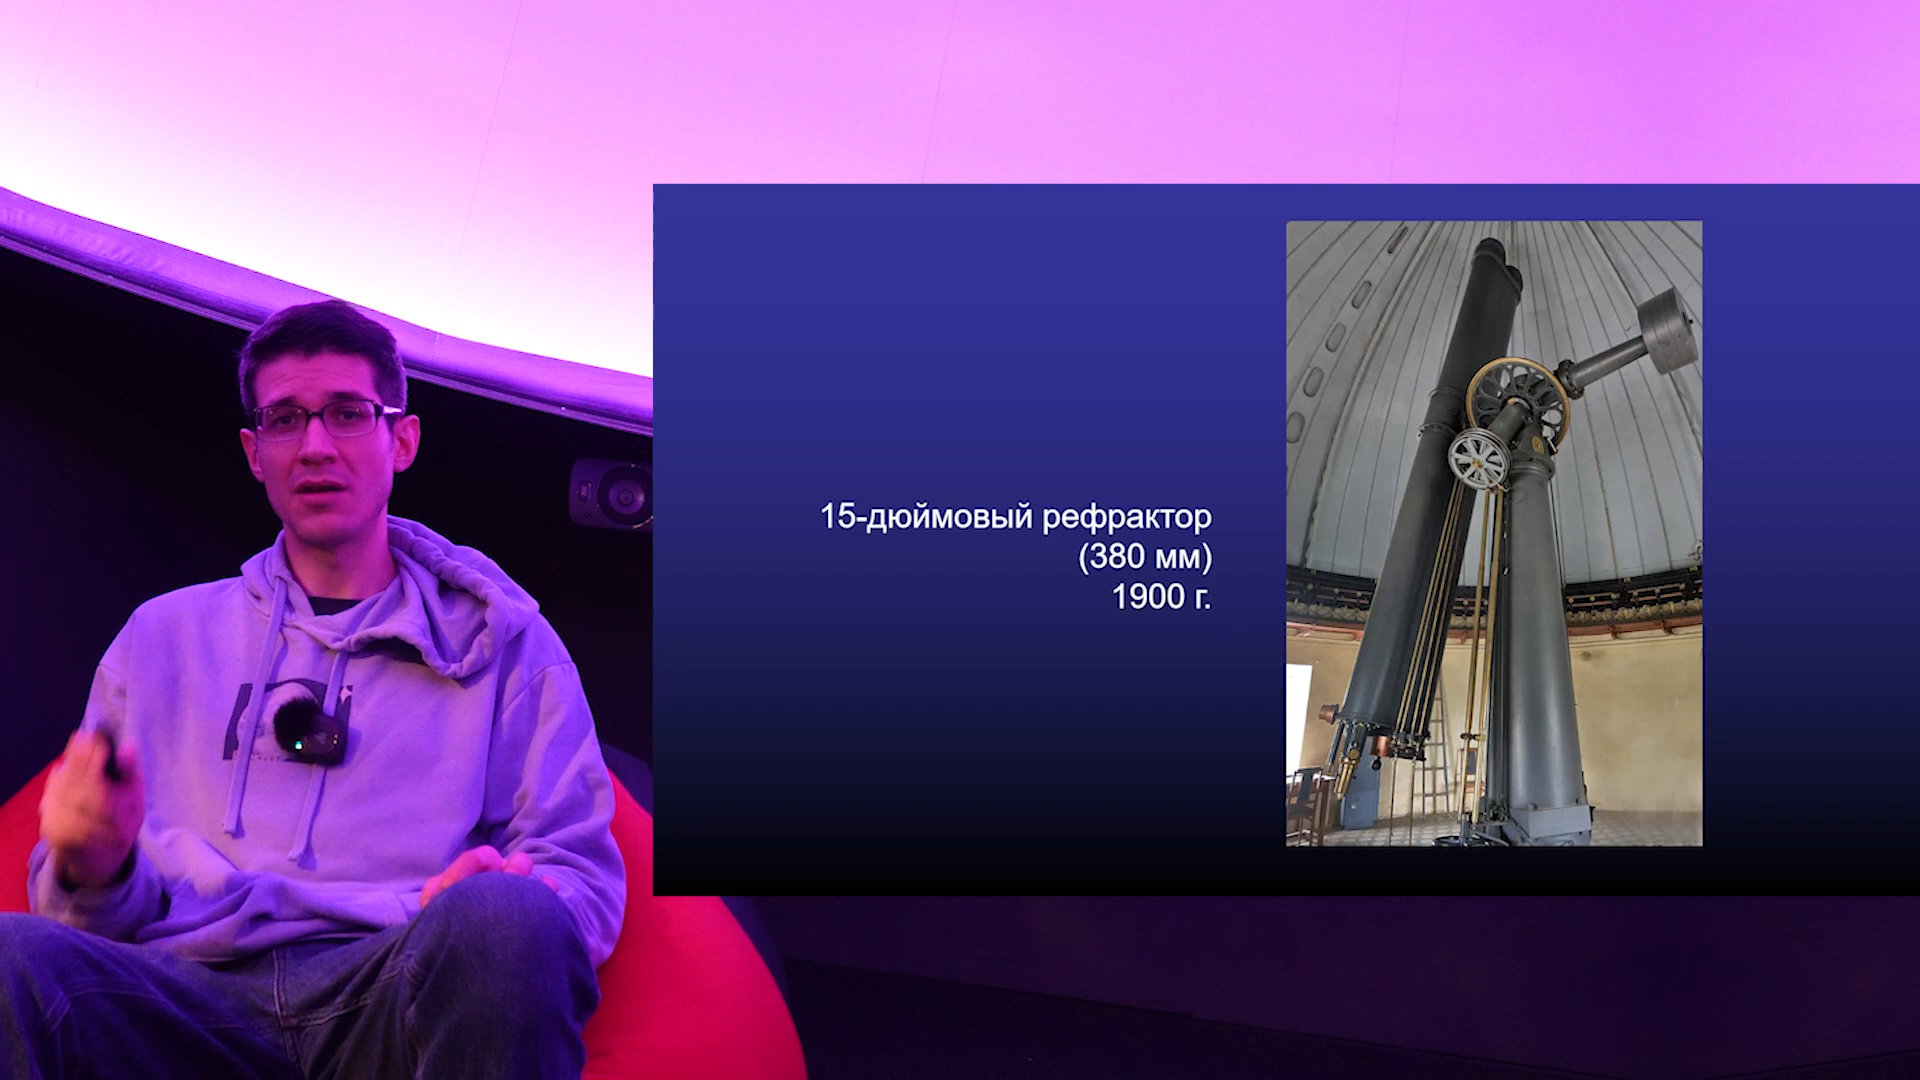 15-дюймовый рефрактор
(380 мм)
1900 г.